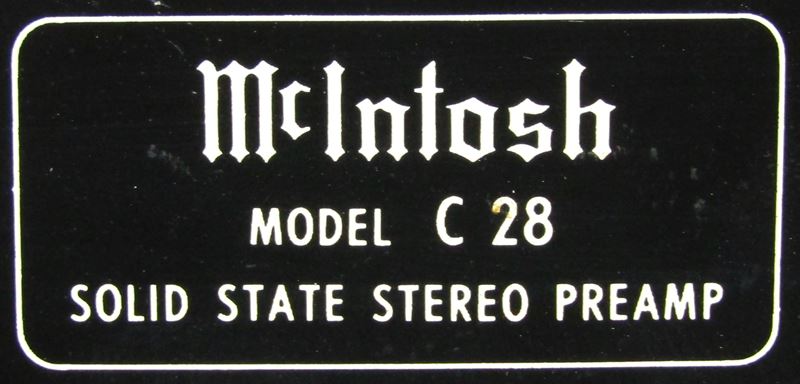 McIntosh
MODEL C 28
SOLID STATE STEREO PREAMP